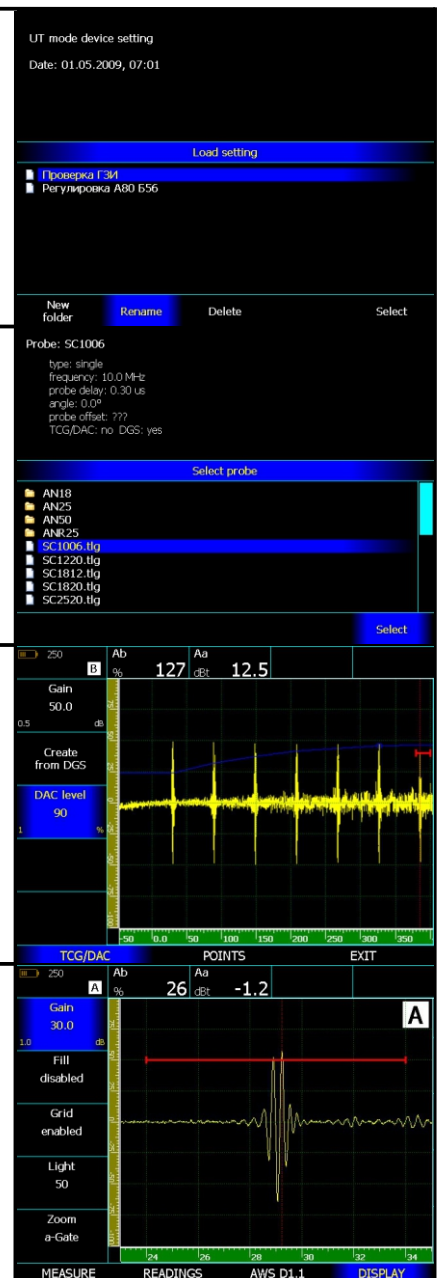 UT mode device setting
Date: 01.05.2009, 07:01
Load setting
Проверка ГЗИ
Регулировка А80 Б56
New folder
Rename
Delete
Select
Probe: SC1006
type: single
frequency: 10.0 MHz
probe delay: 0.30 us
angle: 0.0º
probe offset: ???
TCG/DAC: no DGS: yes
Select probe
AN18
AN25
AN50
ANR25
SC1006.tlg
SC1220.tlg
SC1812.tlg
SC1820.tlg
SC2520.tlg
Select
250
B
Ab
% 127
Aa
dBt 12.5
Gain
50.0
0.5 dB
Create
from DGS
DAC level
90
1 %
-50 0.0 50 100 150 200 250 300 350
TCG/DAC POINTS EXIT
250
A
Ab
% 26
Aa
dBt -1.2
Gain
30.0
1.0 dB
Fill
disabled
Grid
enabled
Light
50
Zoom
a-Gate
A
24 26 28 30 32 34
MEASURE READINGS AWS D1.1 DISPLAY